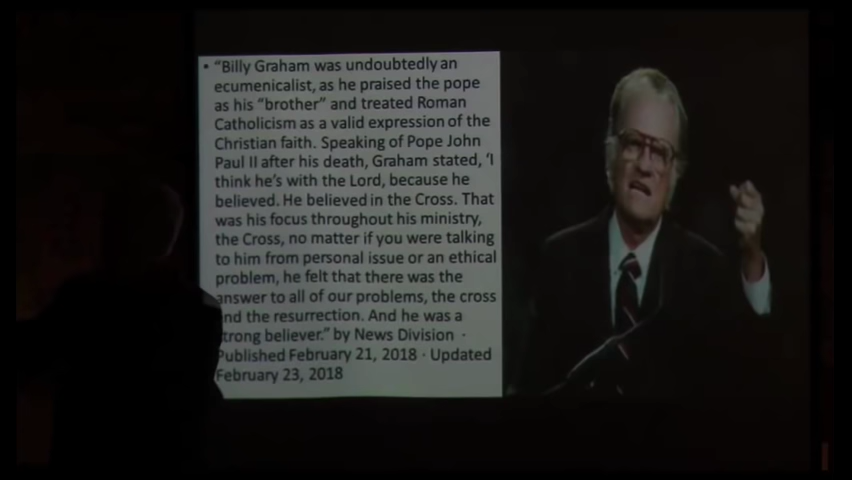 • “Billy Graham was undoubtedly an
ecumenicalist, as he praised the pope
as his “brother” and treated Roman
Catholicism as a valid expression of the
Christian faith. Speaking of Pope John
Paul II after his death, Graham stated, ‘I
think he’s with the Lord, because he
believed. He believed in the Cross. That
was his focus throughout his ministry,
the Cross, no matter if you were talking
to him from personal issue or an ethical
problem, he felt that there was the
answer to all of our problems, the cross
and the resurrection. And he was a
strong believer.” by News Division ·
Published February 21, 2018 · Updated
February 23, 2018